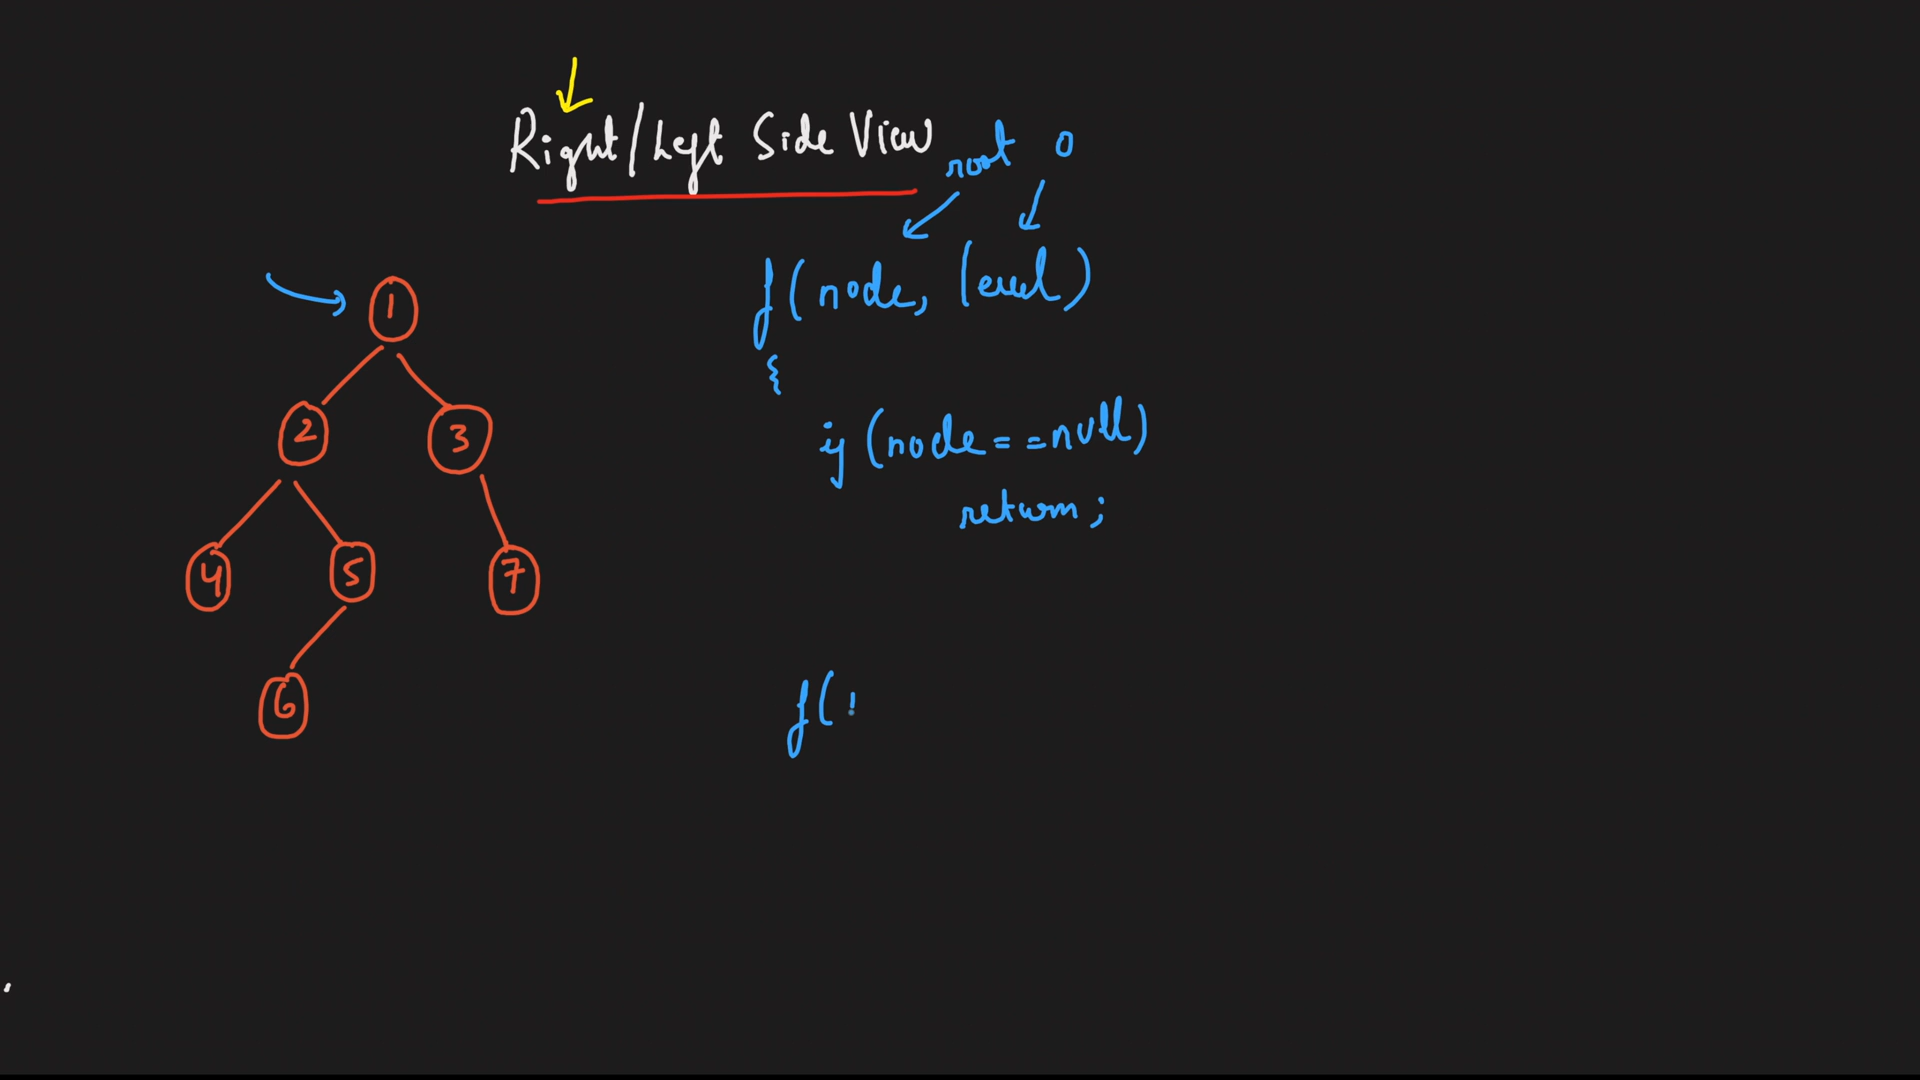 Right/Left Side View
root 0
f(node, level)
{
if (node==null)
return;
f(
1
2 3
4 5 7
6